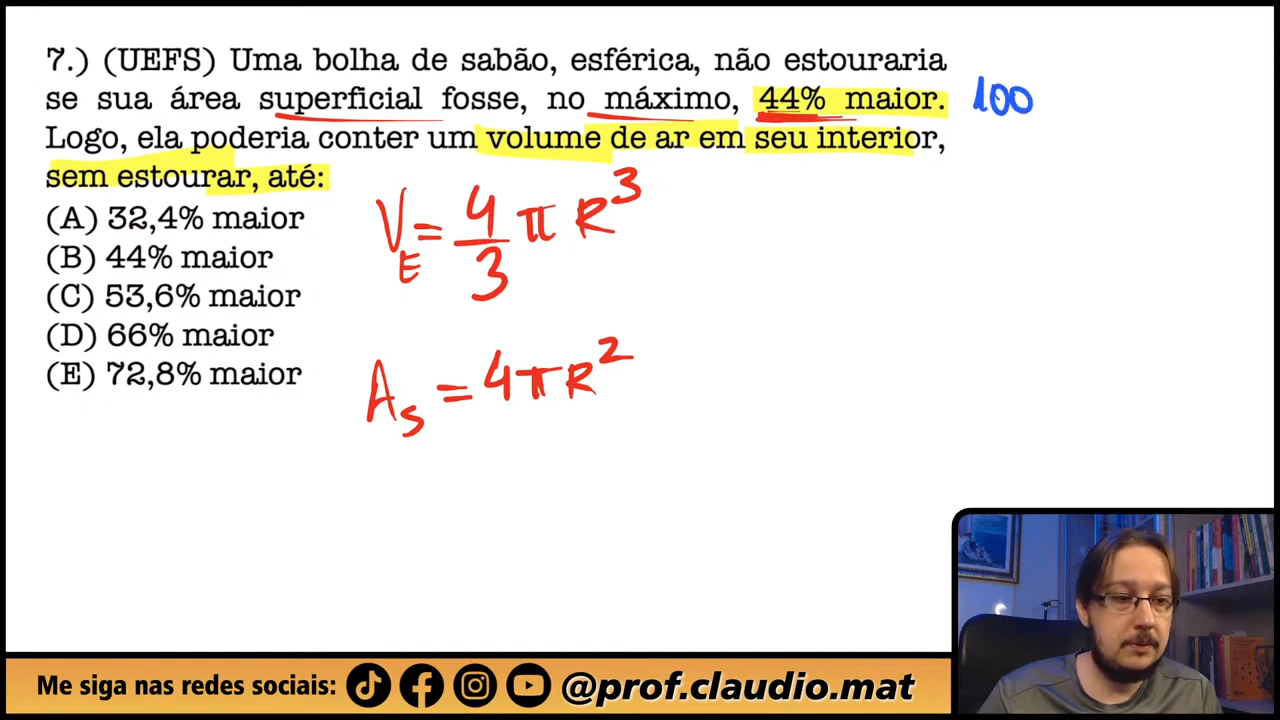 7.) (UEFS) Uma bolha de sabão, esférica, não estouraria
se sua área superficial fosse, no máximo, 44% maior. 100
Logo, ela poderia conter um volume de ar em seu interior,
sem estourar, até:
(A) 32,4% maior
(B) 44% maior
(C) 53,6% maior
(D) 66% maior
(E) 72,8% maior
V_E = 4/3 π R³
A_S = 4πR²
Me siga nas redes sociais: @prof.claudio.mat